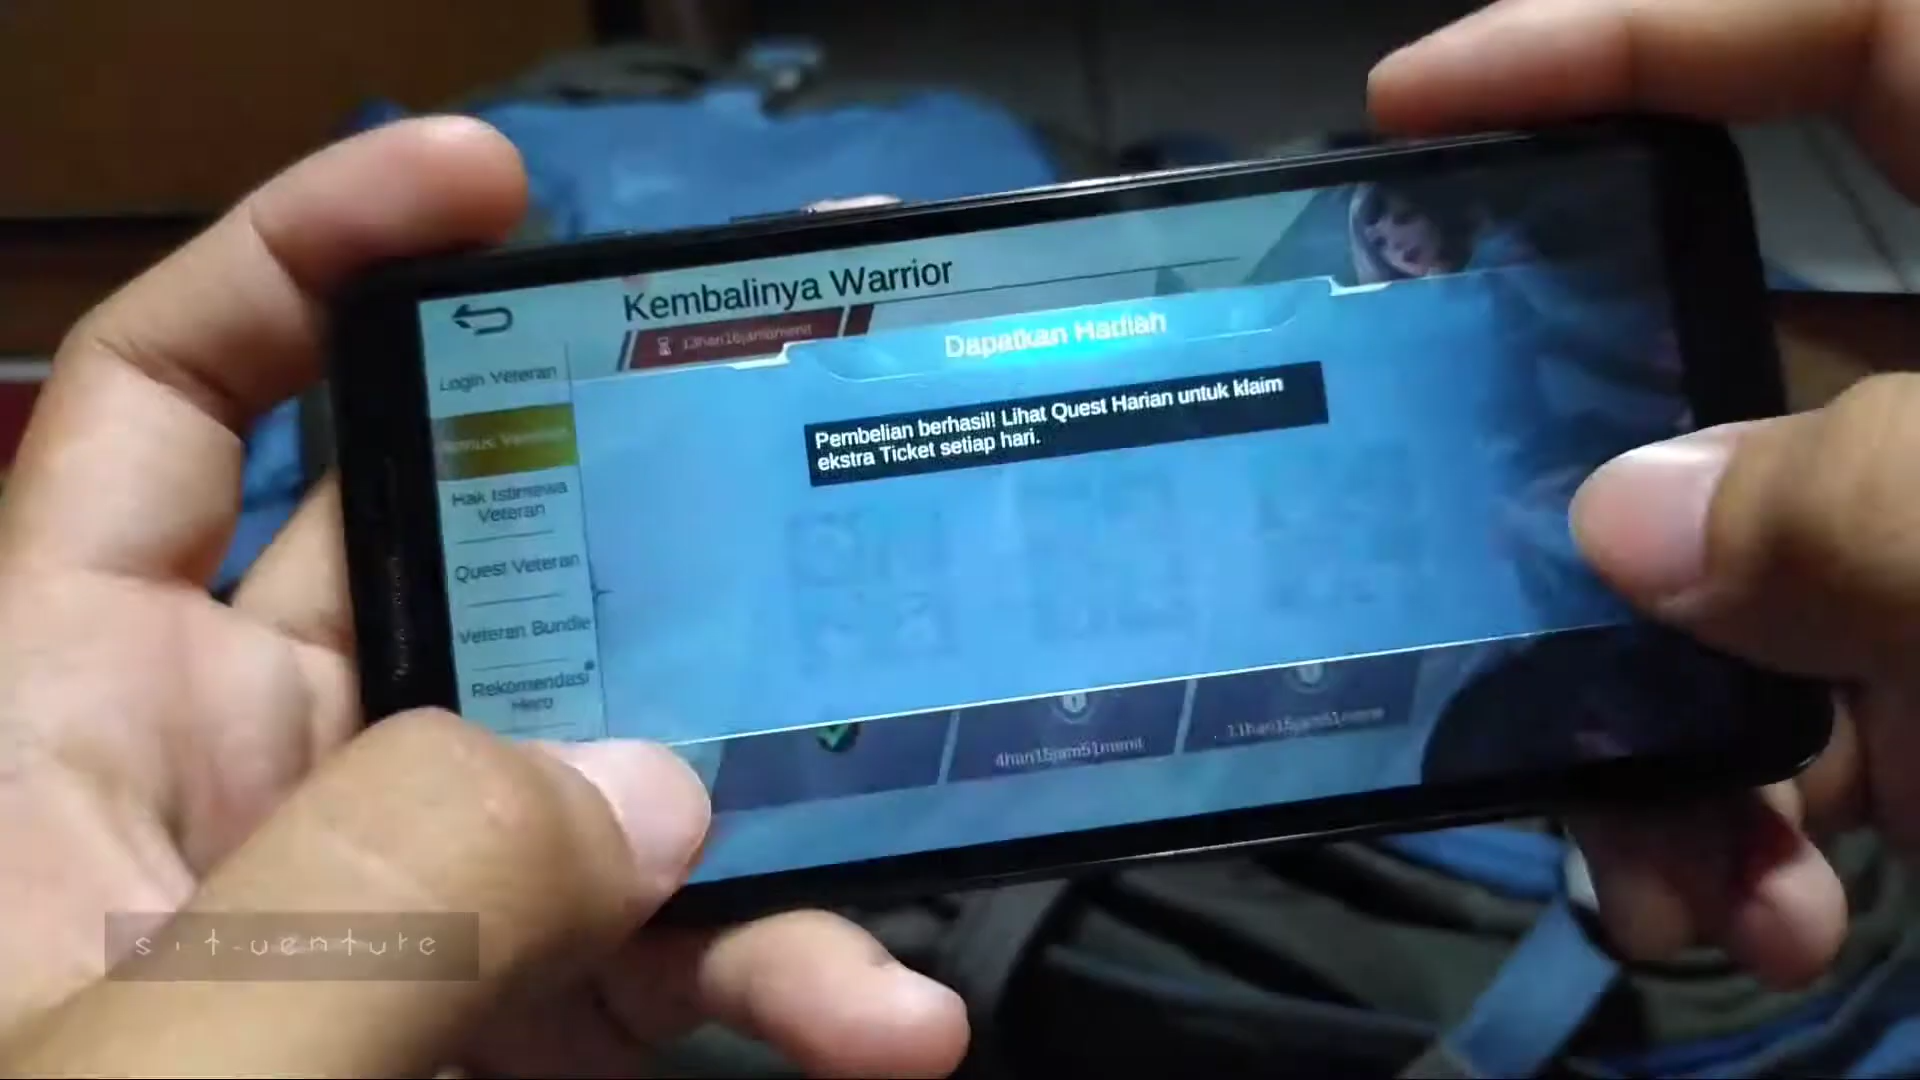 Kembalinya Warrior
Dapatkan Hadiah
Login Veteran
Pembelian berhasil! Lihat Quest Harian untuk klaim
ekstra Ticket setiap hari.
Hak Istimewa
Veteran
Quest Veteran
Veteran Bundle
Rekomendasi
Hero
4hari15jam51menit
11hari15jam51menit